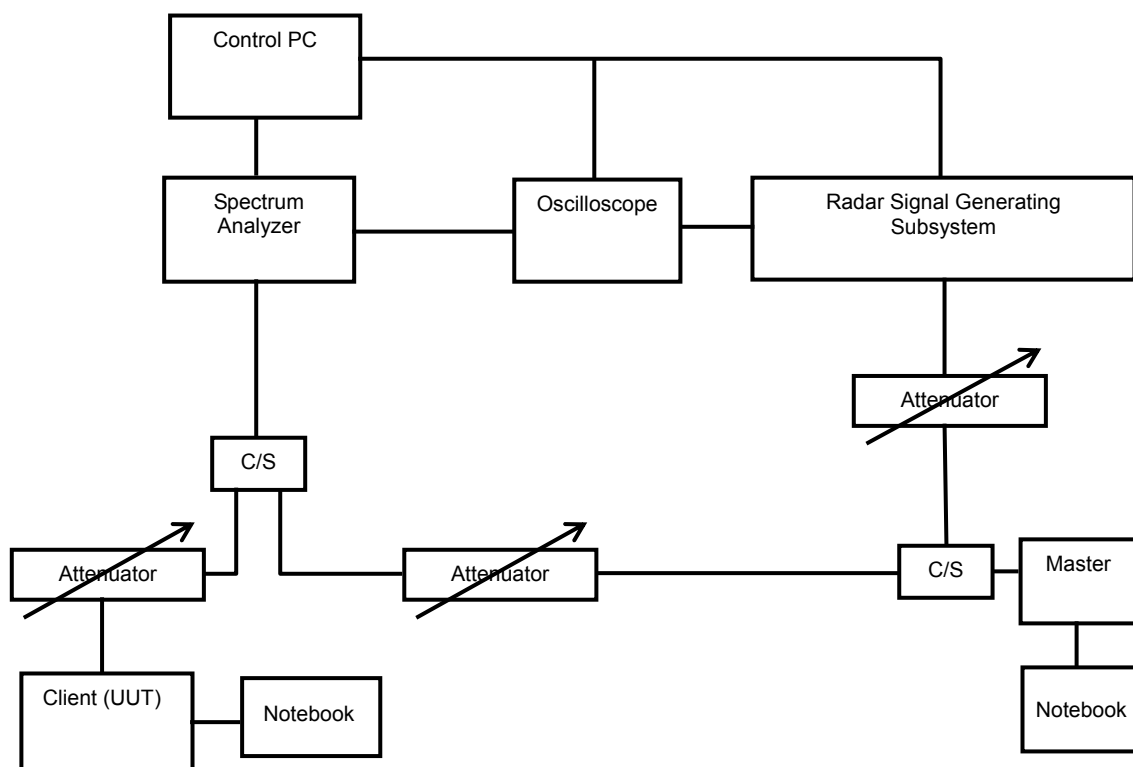 Control PC
Spectrum
Analyzer
Oscilloscope
Radar Signal Generating
Subsystem
Attenuator
C/S
Attenuator
Attenuator
C/S
Master
Client (UUT)
Notebook
Notebook